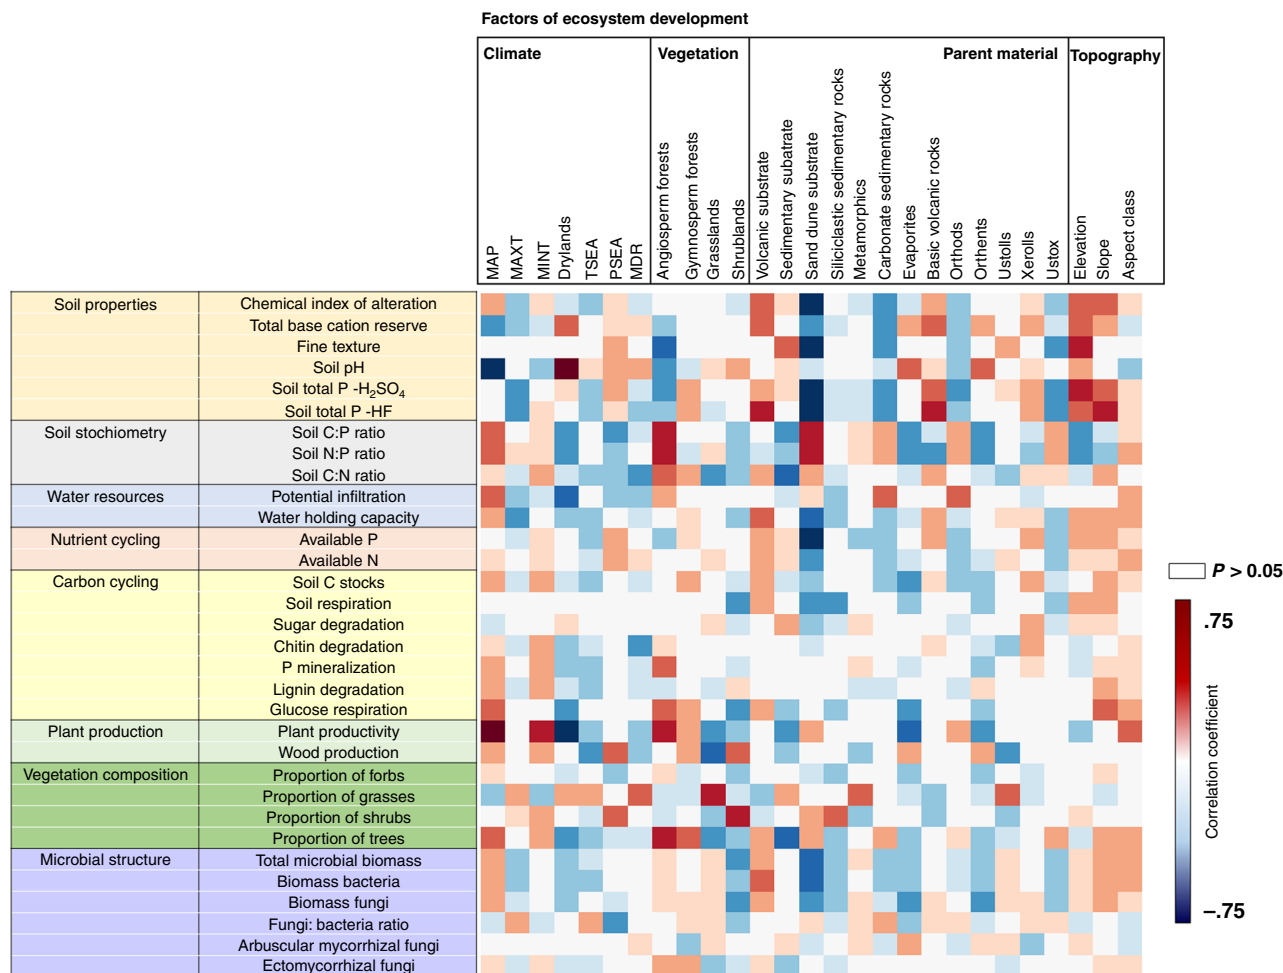 Factors of ecosystem development
Climate
Vegetation
Parent material
Topography
MAP
MAXT
MINT
Drylands
TSEA
PSEA
MDR
Angiosperm forests
Gymnosperm forests
Grasslands
Shrublands
Volcanic substrate
Sedimentary subatrate
Sand dune substrate
Siliciclastic sedimentary rocks
Metamorphics
Carbonate sedimentary rocks
Evaporites
Basic volcanic rocks
Orthods
Orthents
Ustolls
Xerolls
Ustox
Elevation
Slope
Aspect class
Soil properties
Chemical index of alteration
Total base cation reserve
Fine texture
Soil pH
Soil total P -H₂SO₄
Soil total P -HF
Soil stochiometry
Soil C:P ratio
Soil N:P ratio
Soil C:N ratio
Water resources
Potential infiltration
Water holding capacity
Nutrient cycling
Available P
Available N
Carbon cycling
Soil C stocks
Soil respiration
Sugar degradation
Chitin degradation
P mineralization
Lignin degradation
Glucose respiration
Plant production
Plant productivity
Wood production
Vegetation composition
Proportion of forbs
Proportion of grasses
Proportion of shrubs
Proportion of trees
Microbial structure
Total microbial biomass
Biomass bacteria
Biomass fungi
Fungi: bacteria ratio
Arbuscular mycorrhizal fungi
Ectomycorrhizal fungi
P > 0.05
.75
Correlation coefficient
–.75